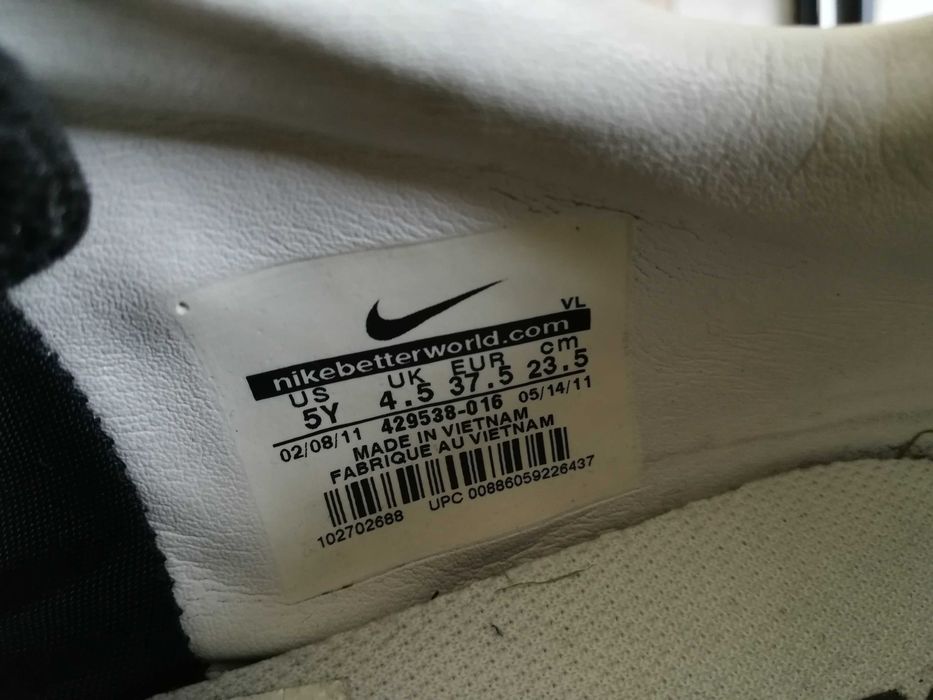 VL
nikebetterworld.com
US UK EUR cm
5Y 4.5 37.5 23.5
02/08/11 429538-016 05/14/11
MADE IN VIETNAM
FABRIQUE AU VIETNAM
102702688 UPC 00886059226437